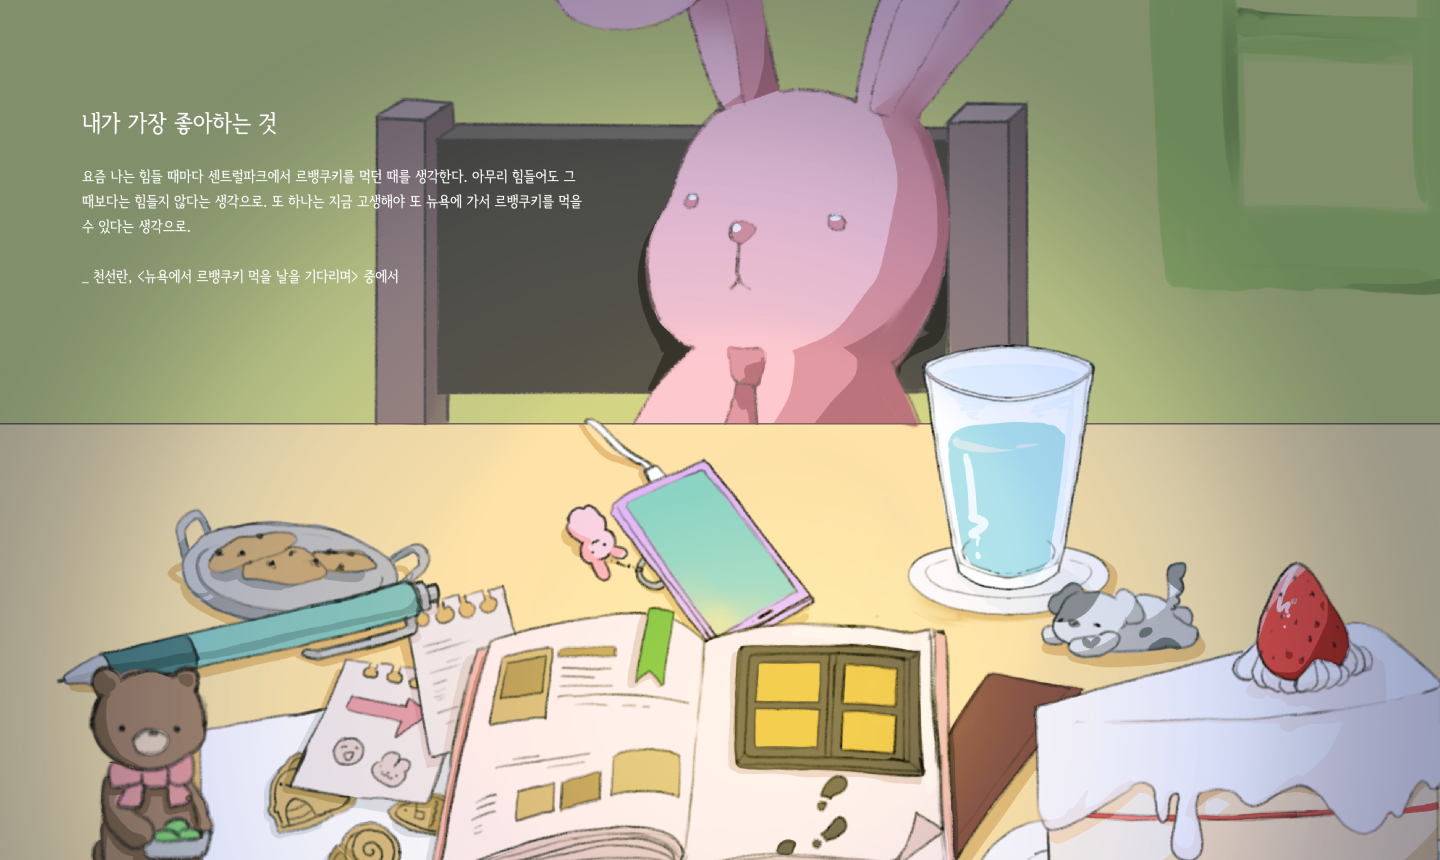 내가 가장 좋아하는 것
요즘 나는 힘들 때마다 센트럴파크에서 르뱅쿠키를 먹던 때를 생각한다. 아무리 힘들어도 그
때보다는 힘들지 않다는 생각으로. 또 하나는 지금 고생해야 또 뉴욕에 가서 르뱅쿠키를 먹을
수 있다는 생각으로.
_ 천선란, <뉴욕에서 르뱅쿠키 먹을 날을 기다리며> 중에서